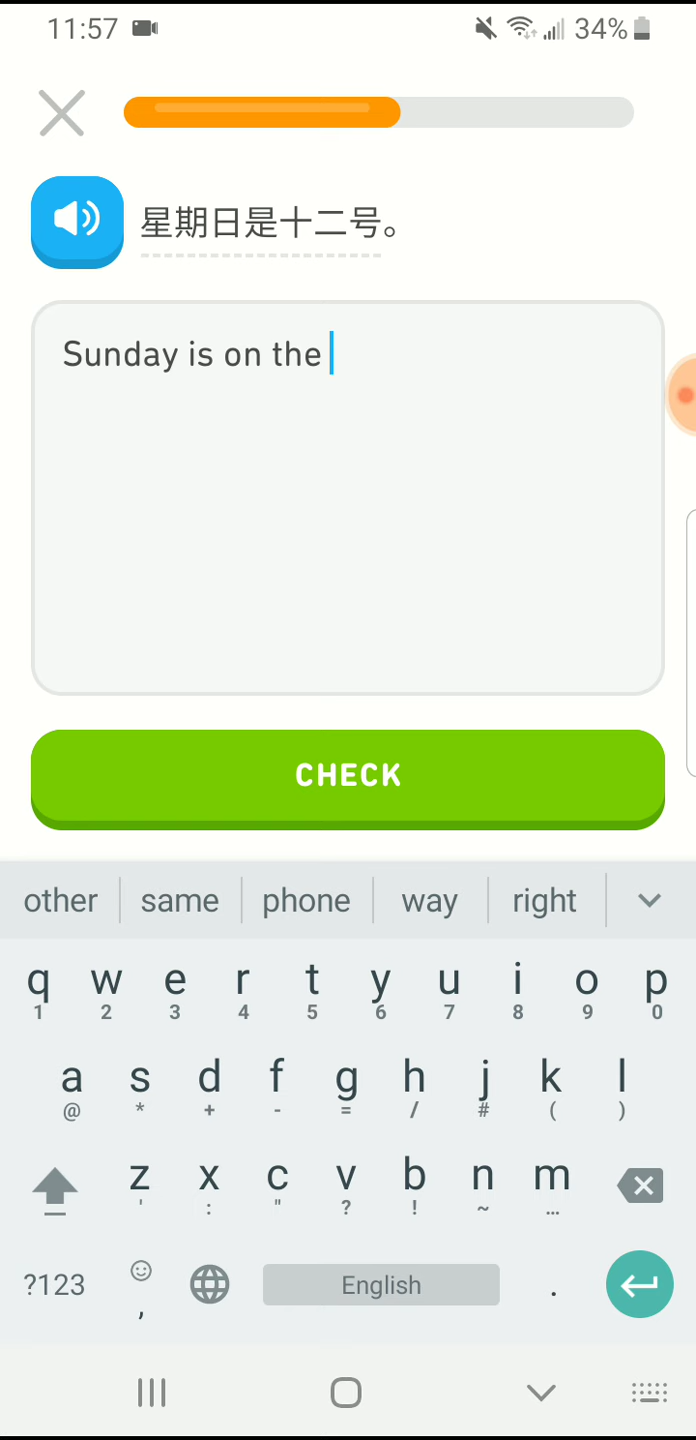 11:57 34%
星期日是十二号。
Sunday is on the
CHECK
other same phone way right
q w e r t y u i o p
1 2 3 4 5 6 7 8 9 0
a s d f g h j k l
@ * + - = / # ( )
z x c v b n m
' : " ? ! ~ …
?123 , English .